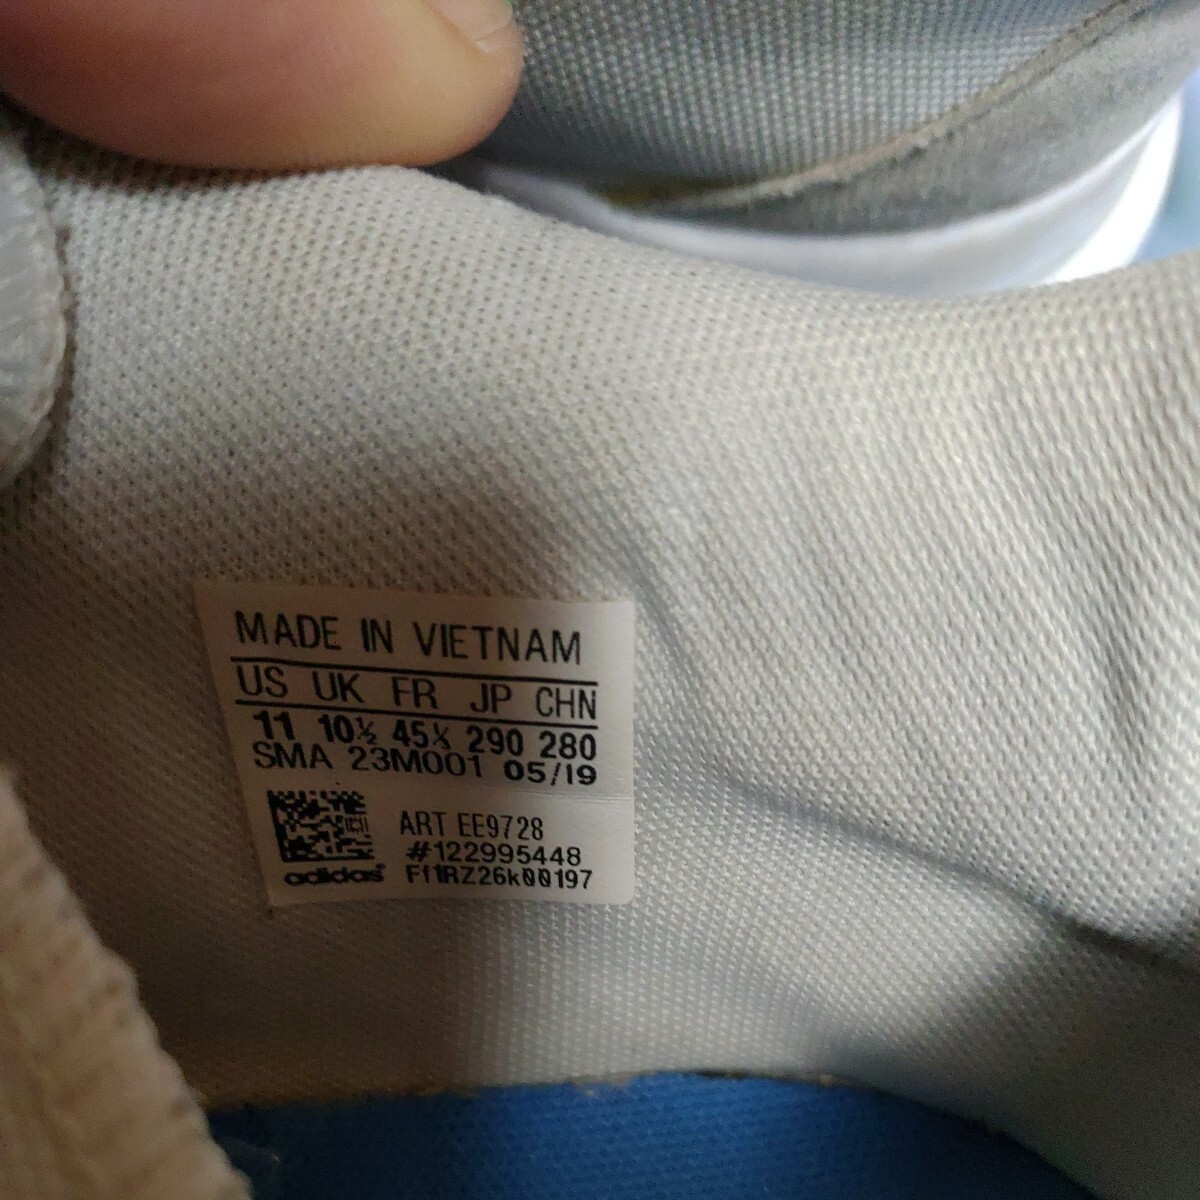 MADE IN VIETNAM
US UK FR JP CHN
11 10½ 45⅓ 290 280
SMA 23M001 05/19
ART EE9728
#122995448
adidas Ff1RZ26k00197